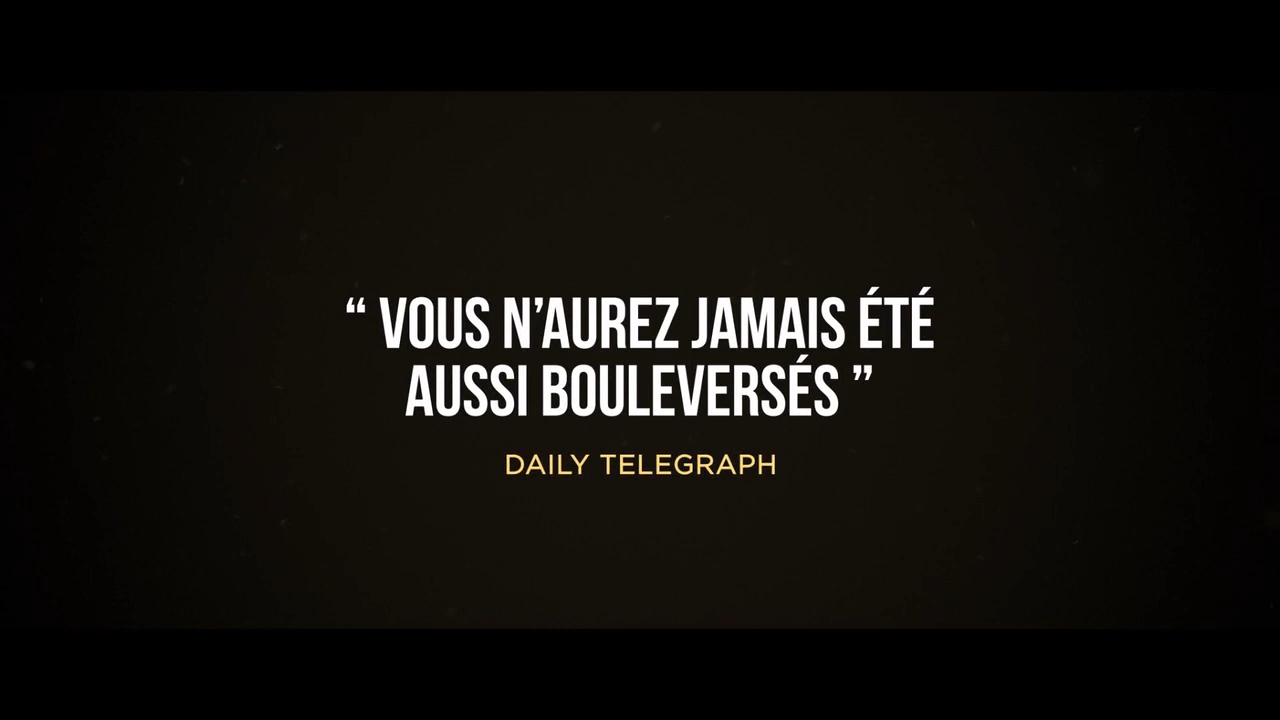 “ VOUS N’AUREZ JAMAIS ÉTÉ
AUSSI BOULEVERSÉS ”
DAILY TELEGRAPH